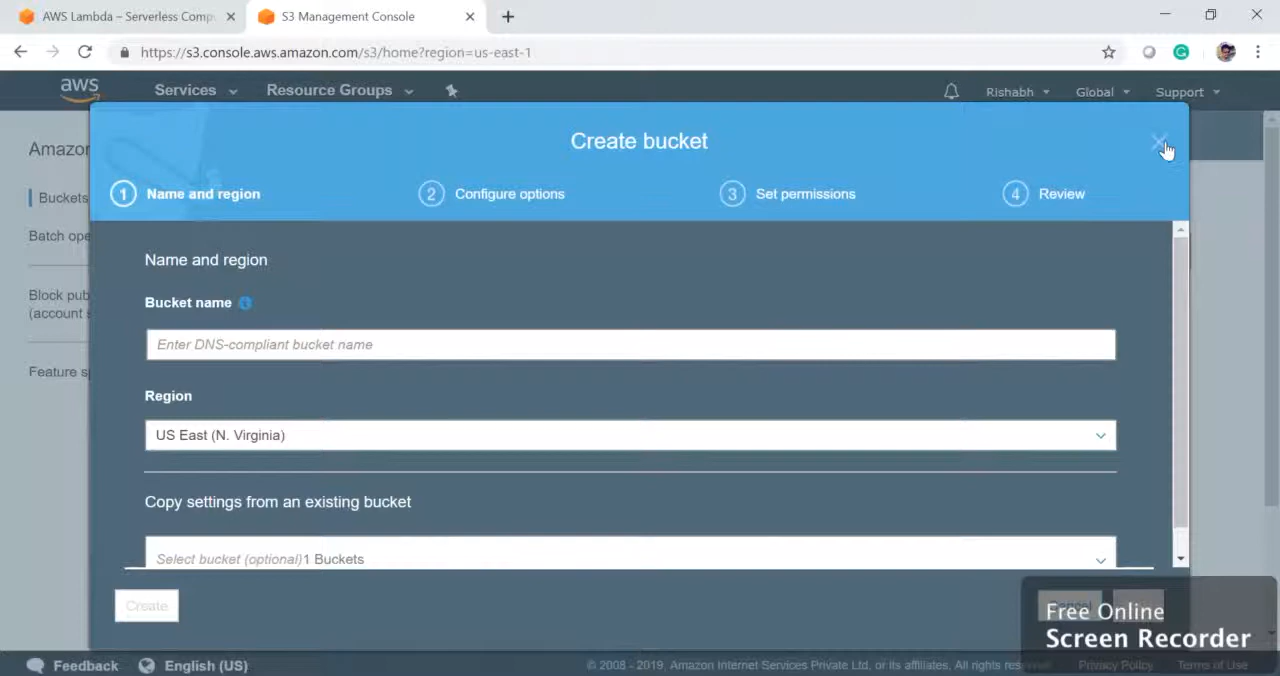 AWS Lambda – Serverless Comp
S3 Management Console
https://s3.console.aws.amazon.com/s3/home?region=us-east-1
aws
Services
Resource Groups
Rishabh
Global
Support
Amazon
Create bucket
1 Name and region
2 Configure options
3 Set permissions
4 Review
Buckets
Batch ope
Block pub
(account s
Feature sp
Name and region
Bucket name
Enter DNS-compliant bucket name
Region
US East (N. Virginia)
Copy settings from an existing bucket
Select bucket (optional)1 Buckets
Create
Cancel
Free Online
Screen Recorder
Feedback
English (US)
© 2008 - 2019, Amazon Internet Services Private Ltd. or its affiliates. All rights res
Privacy Policy
Terms of Use